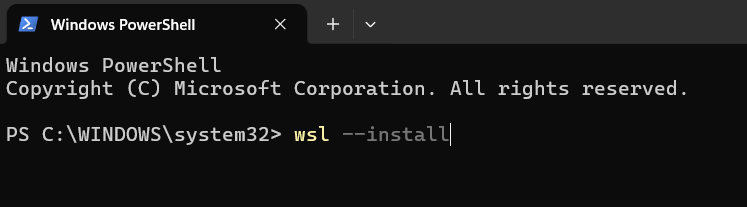 Windows PowerShell
Windows PowerShell
Copyright (C) Microsoft Corporation. All rights reserved.
PS C:\WINDOWS\system32> wsl --install